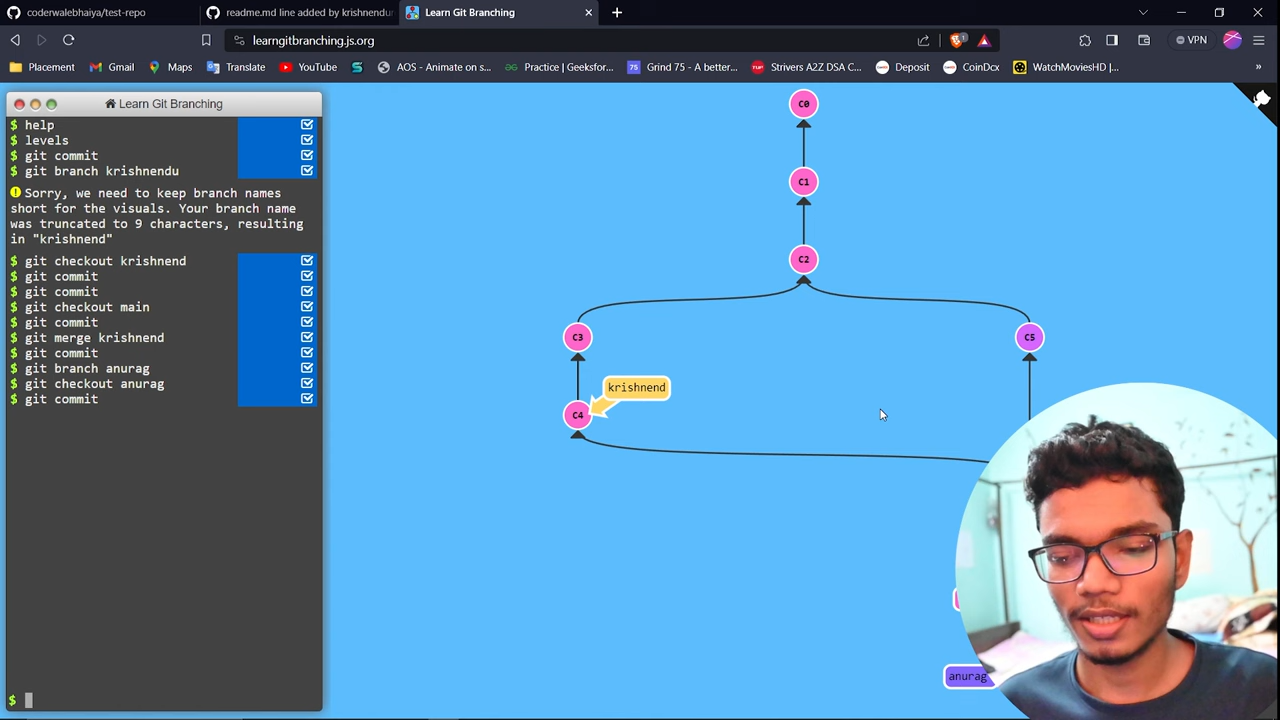 coderwalebhaiya/test-repo
readme.md line added by krishnendu
Learn Git Branching
learngitbranching.js.org
1
VPN
Placement
Gmail
Maps
Translate
YouTube
AOS - Animate on s...
Practice | Geeksfor...
75
Grind 75 - A better...
TUF
Strivers A2Z DSA C...
Deposit
CoinDcx
WatchMoviesHD |...
»
Learn Git Branching
$ help
$ levels
$ git commit
$ git branch krishnendu
Sorry, we need to keep branch names
short for the visuals. Your branch name
was truncated to 9 characters, resulting
in "krishnend"
$ git checkout krishnend
$ git commit
$ git commit
$ git checkout main
$ git commit
$ git merge krishnend
$ git commit
$ git branch anurag
$ git checkout anurag
$ git commit
$
C0
C1
C2
C3
C5
krishnend
C4
anurag